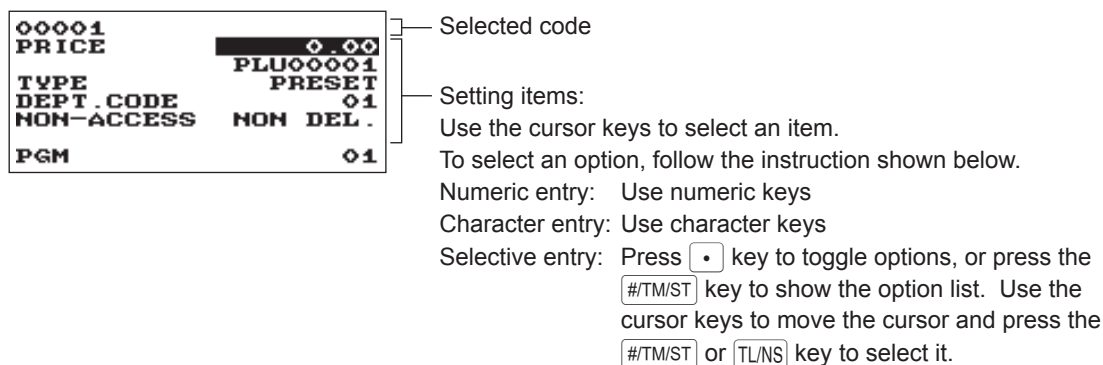 00001
PRICE 0.00
PLU00001
TYPE PRESET
DEPT.CODE 01
NON-ACCESS NON DEL.
PGM 01
Selected code
Setting items:
Use the cursor keys to select an item.
To select an option, follow the instruction shown below.
Numeric entry: Use numeric keys
Character entry: Use character keys
Selective entry: Press • key to toggle options, or press the
#/TM/ST key to show the option list. Use the
cursor keys to move the cursor and press the
#/TM/ST or TL/NS key to select it.